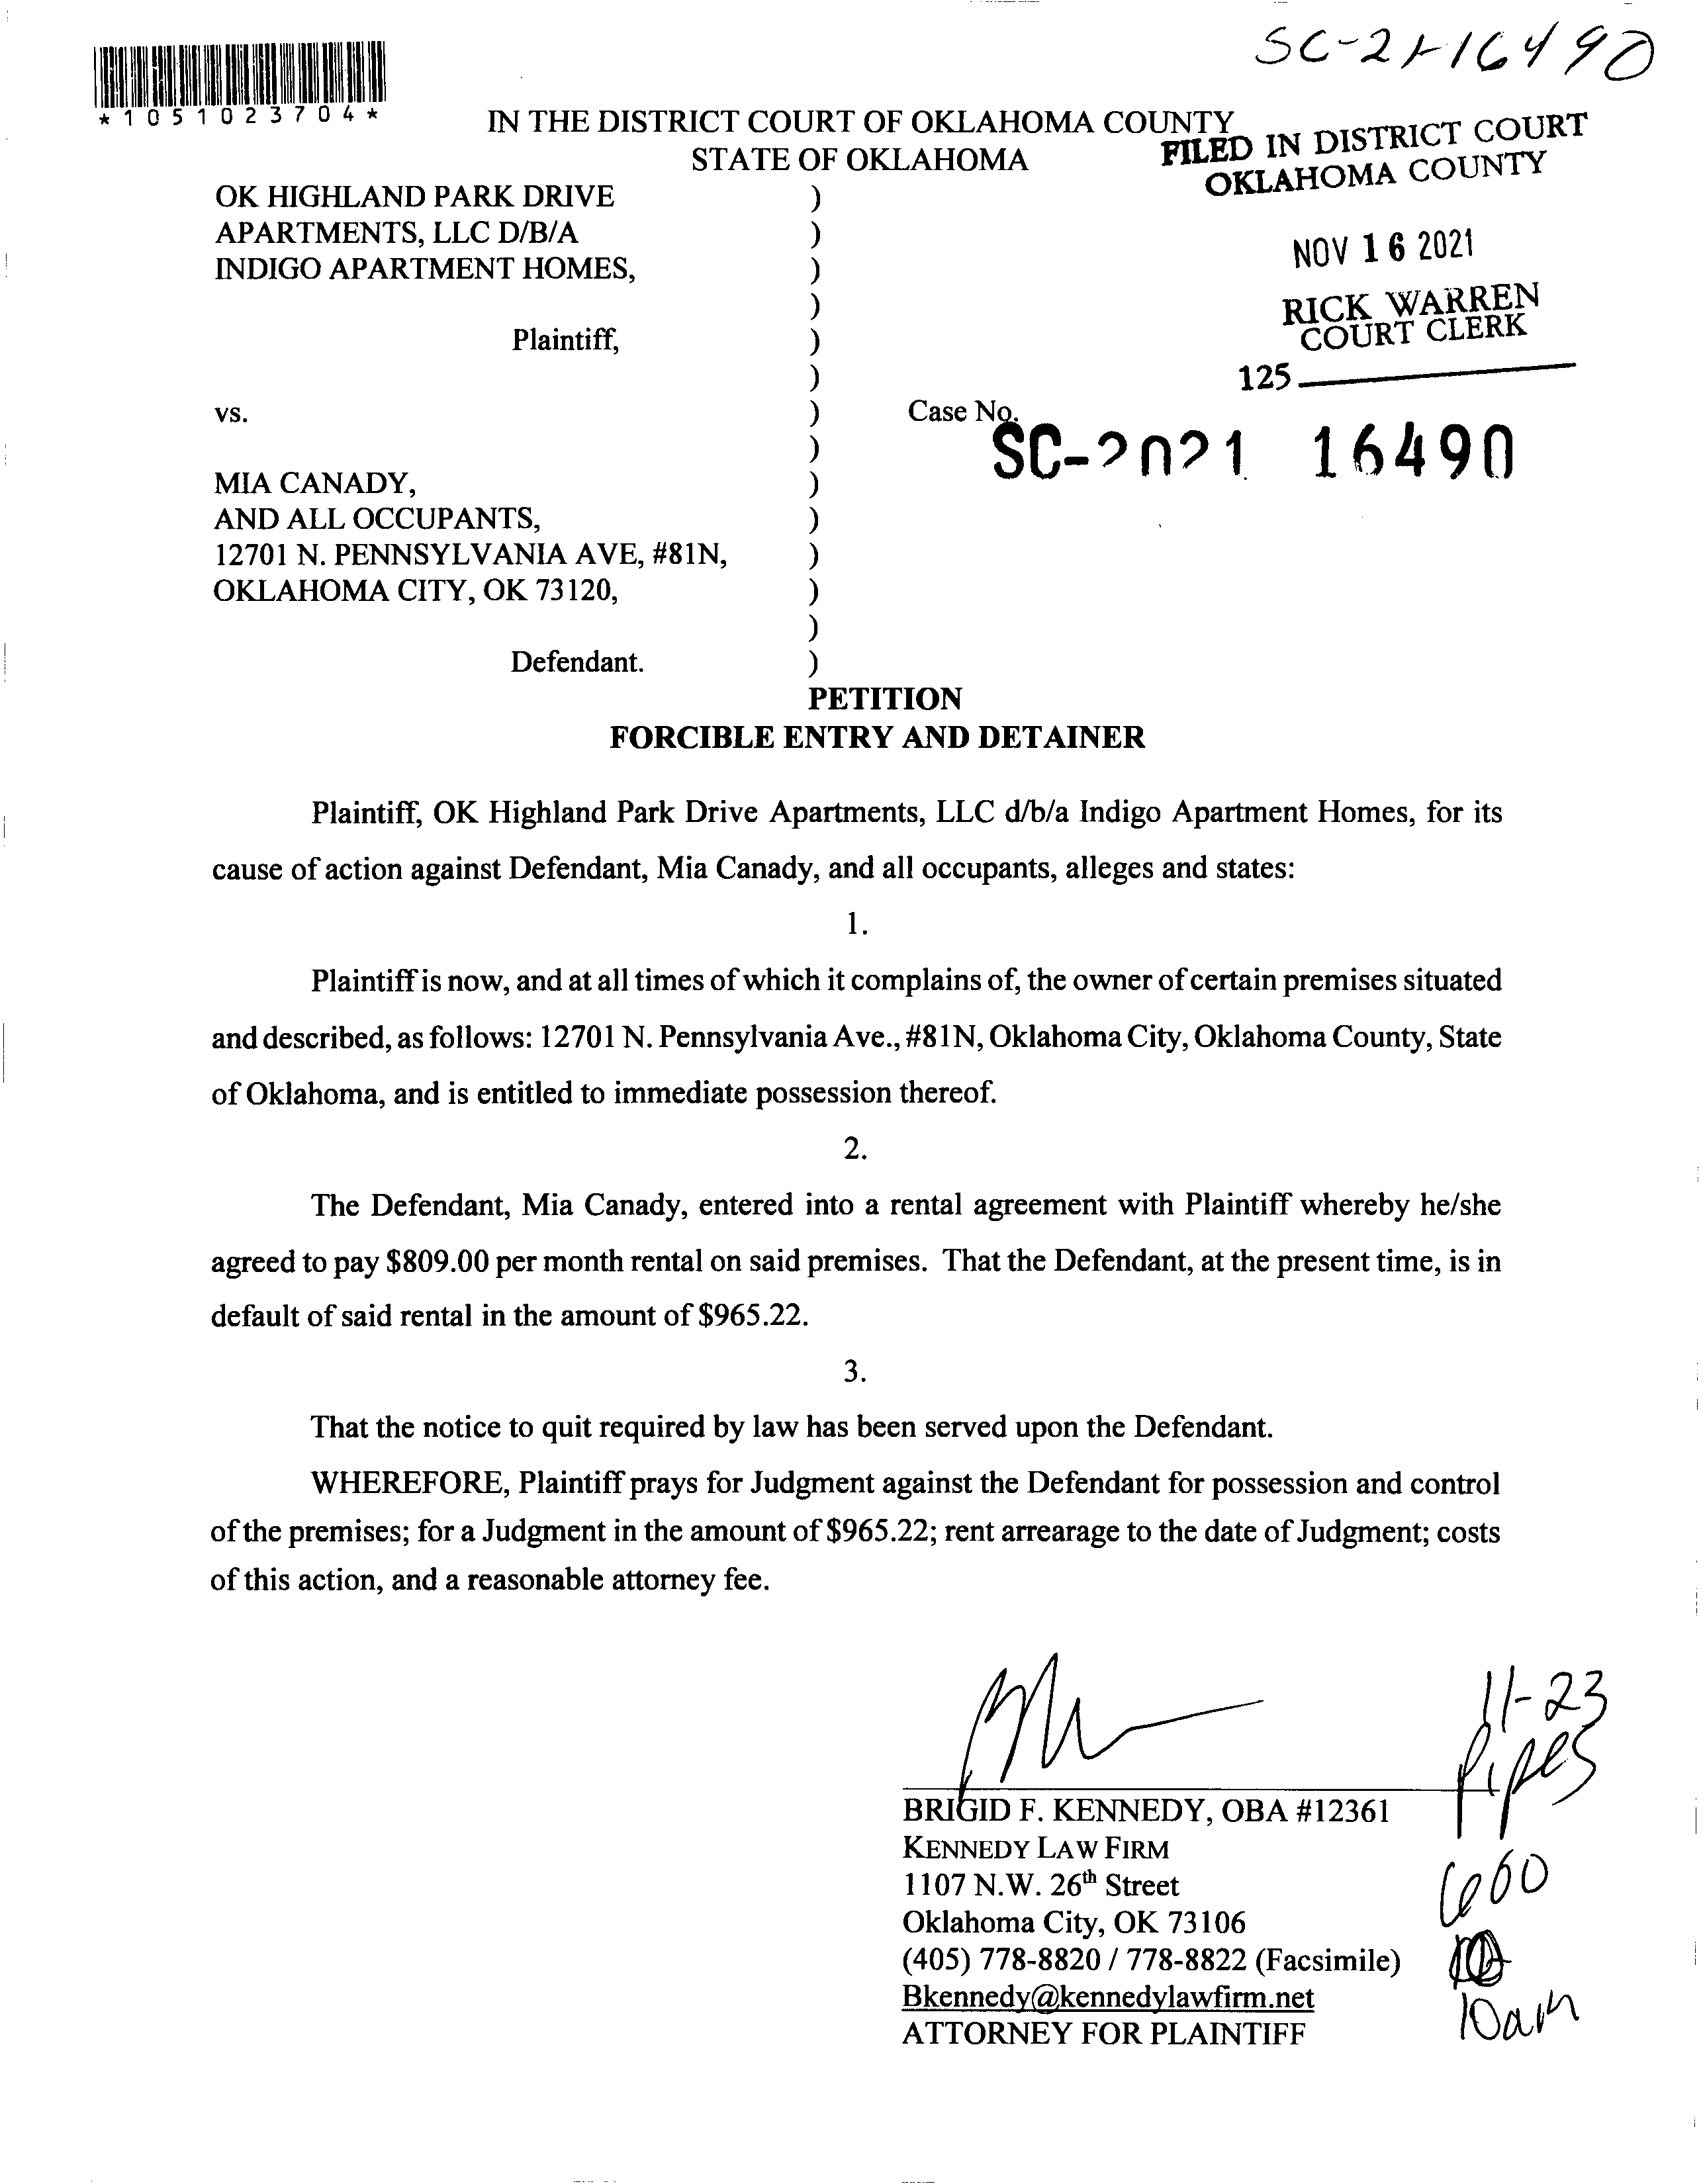 SC-21-16490
*1051023704*
IN THE DISTRICT COURT OF OKLAHOMA COUNTY
STATE OF OKLAHOMA
FILED IN DISTRICT COURT
OKLAHOMA COUNTY
NOV 16 2021
RICK WARREN
COURT CLERK
125
OK HIGHLAND PARK DRIVE )
APARTMENTS, LLC D/B/A )
INDIGO APARTMENT HOMES, )
)
Plaintiff, )
)
vs. ) Case No.
SC-2021 16490
)
MIA CANADY, )
AND ALL OCCUPANTS, )
12701 N. PENNSYLVANIA AVE, #81N, )
OKLAHOMA CITY, OK 73120, )
)
Defendant. )
PETITION
FORCIBLE ENTRY AND DETAINER
Plaintiff, OK Highland Park Drive Apartments, LLC d/b/a Indigo Apartment Homes, for its
cause of action against Defendant, Mia Canady, and all occupants, alleges and states:
1.
Plaintiff is now, and at all times of which it complains of, the owner of certain premises situated
and described, as follows: 12701 N. Pennsylvania Ave., #81N, Oklahoma City, Oklahoma County, State
of Oklahoma, and is entitled to immediate possession thereof.
2.
The Defendant, Mia Canady, entered into a rental agreement with Plaintiff whereby he/she
agreed to pay $809.00 per month rental on said premises. That the Defendant, at the present time, is in
default of said rental in the amount of $965.22.
3.
That the notice to quit required by law has been served upon the Defendant.
WHEREFORE, Plaintiff prays for Judgment against the Defendant for possession and control
of the premises; for a Judgment in the amount of $965.22; rent arrearage to the date of Judgment; costs
of this action, and a reasonable attorney fee.
BRIGID F. KENNEDY, OBA #12361
KENNEDY LAW FIRM
1107 N.W. 26th Street
Oklahoma City, OK 73106
(405) 778-8820 / 778-8822 (Facsimile)
Bkennedy@kennedylawfirm.net
ATTORNEY FOR PLAINTIFF
11-23
Pipes
660
10am